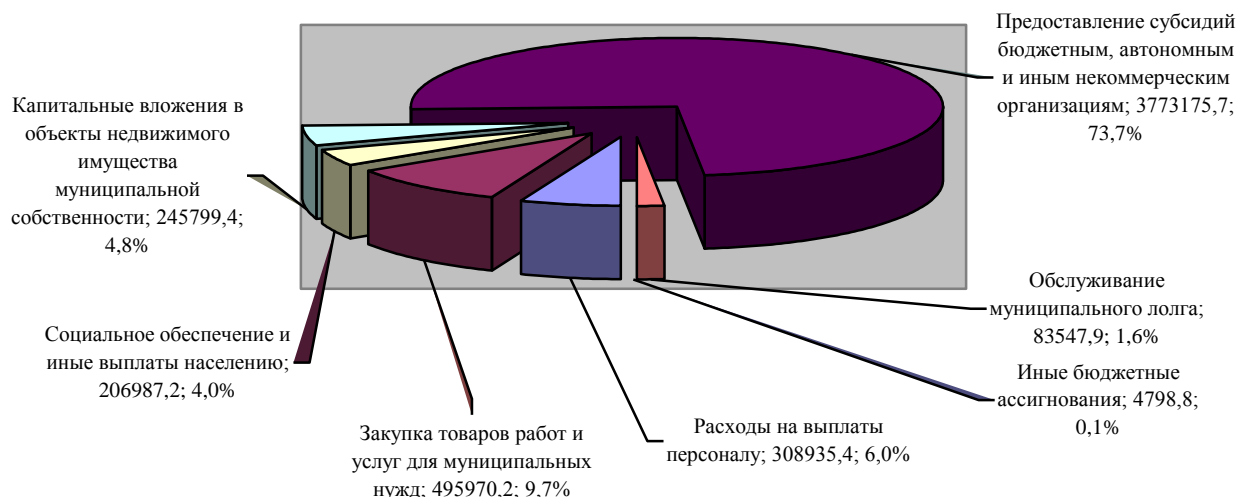 Предоставление субсидий
бюджетным, автономным
и иным некоммерческим
организациям; 3773175,7;
73,7%
Капитальные вложения в
объекты недвижимого
имущества
муниципальной
собственности; 245799,4;
4,8%
Обслуживание
муниципального лолга;
83547,9; 1,6%
Социальное обеспечение и
иные выплаты населению;
206987,2; 4,0%
Иные бюджетные
ассигнования; 4798,8;
0,1%
Расходы на выплаты
персоналу; 308935,4; 6,0%
Закупка товаров работ и
услуг для муниципальных
нужд; 495970,2; 9,7%